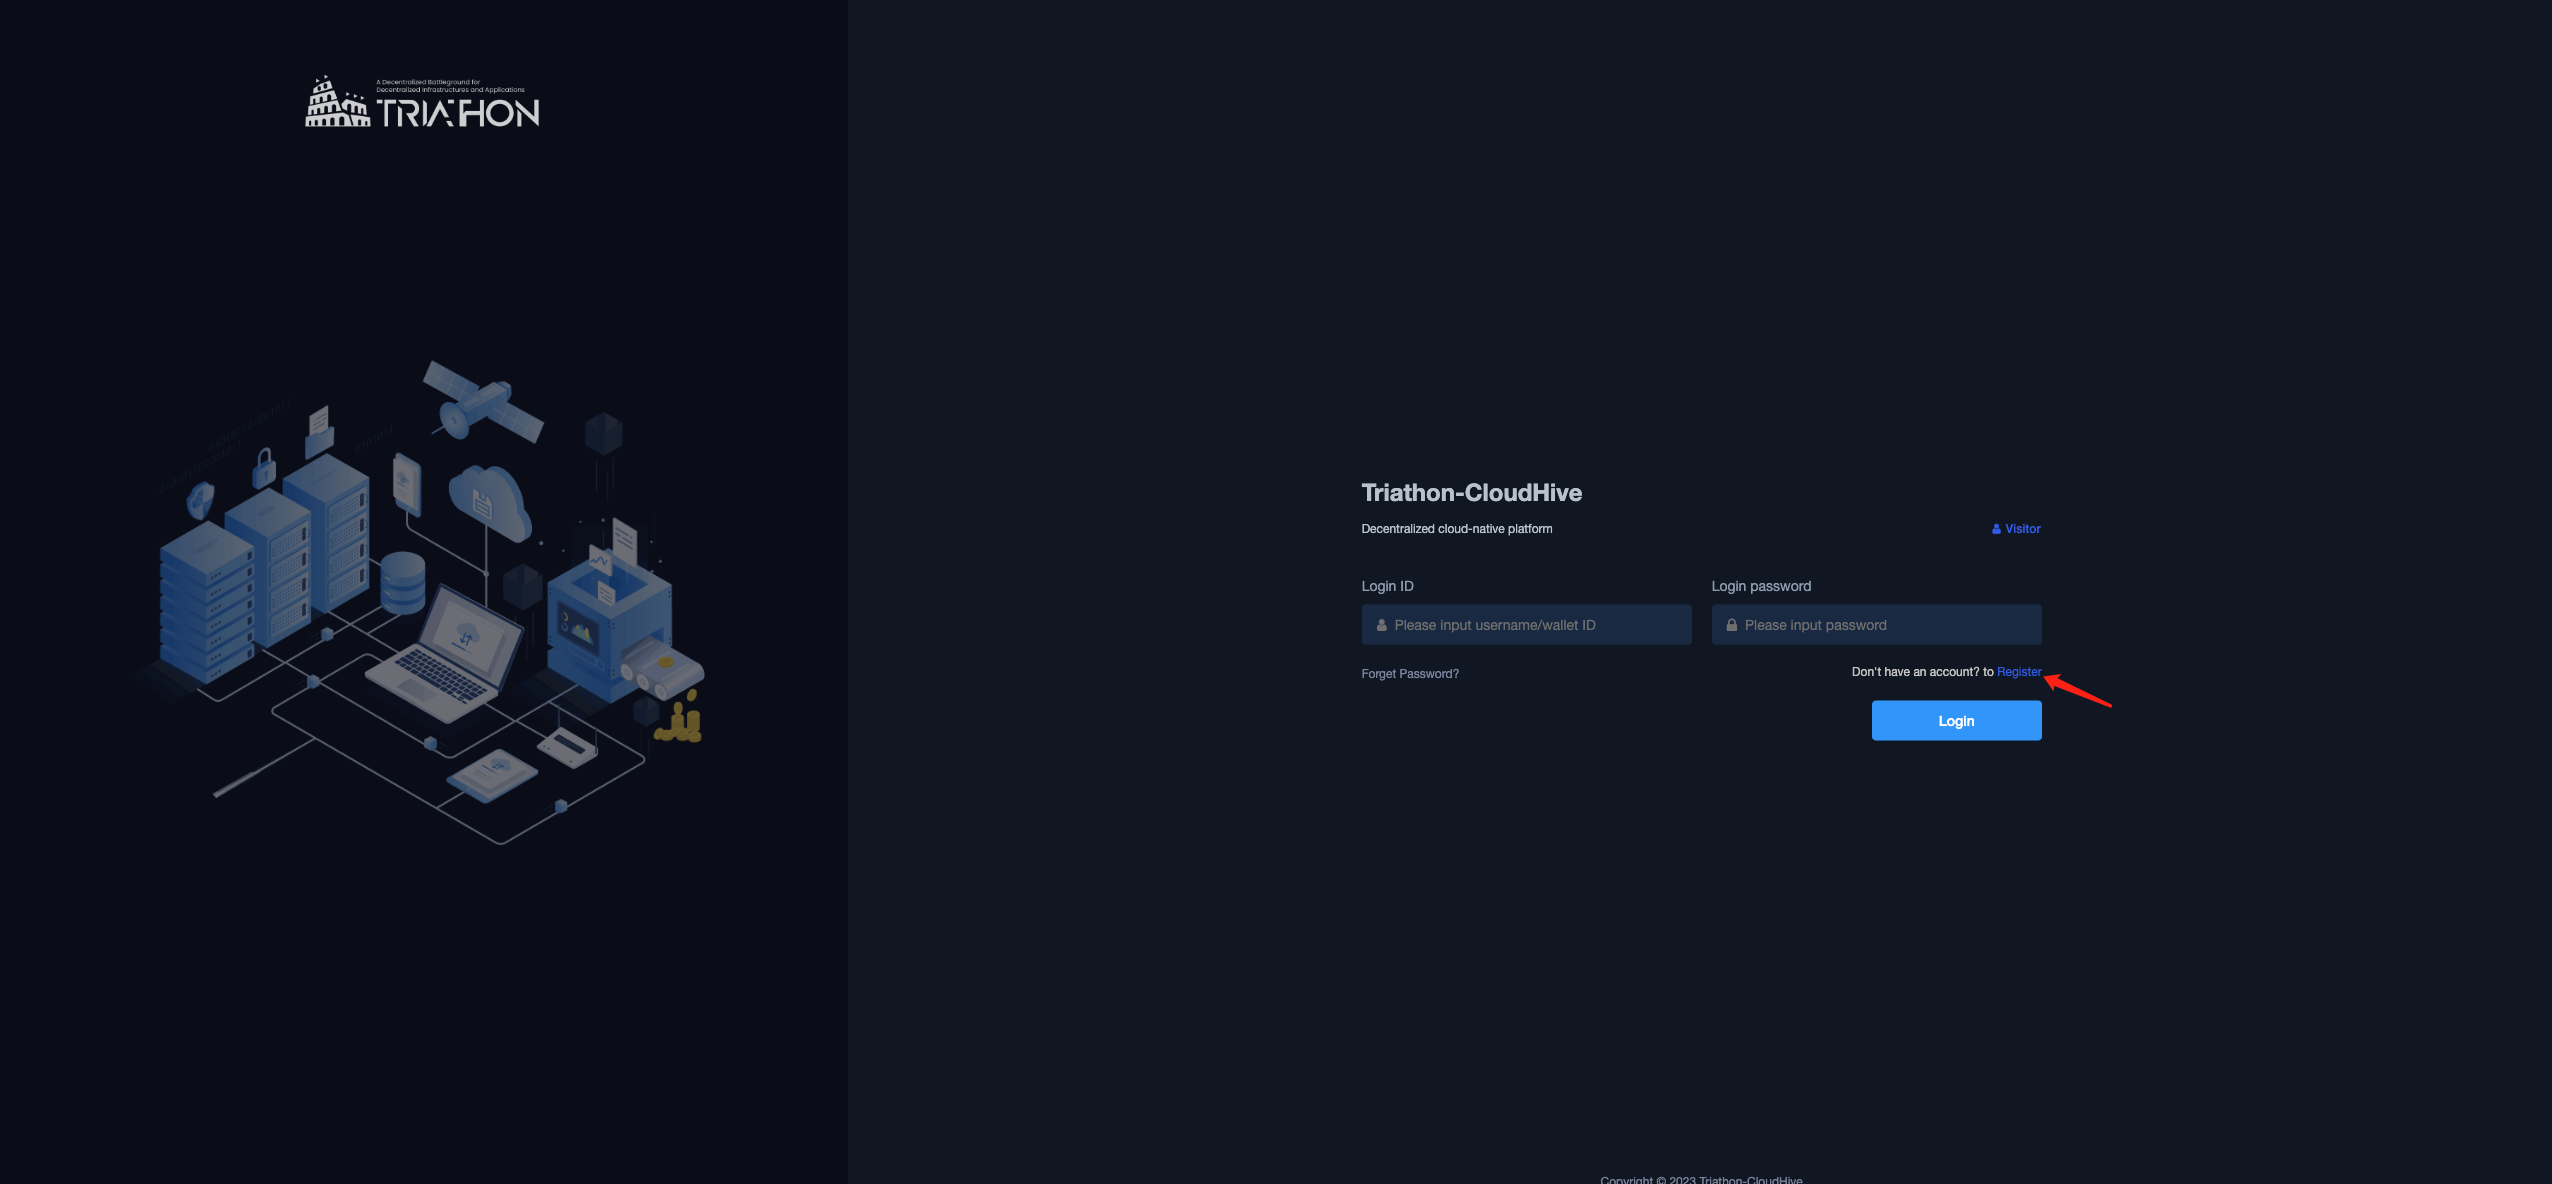 A Decentralized Battleground for
Decentralized Infrastructures and Applications
TRIATHON
Triathon-CloudHive
Decentralized cloud-native platform
Visitor
Login ID
Login password
Please input username/wallet ID
Please input password
Forget Password?
Don't have an account? to Register
Login
Copyright © 2023 Triathon-CloudHive